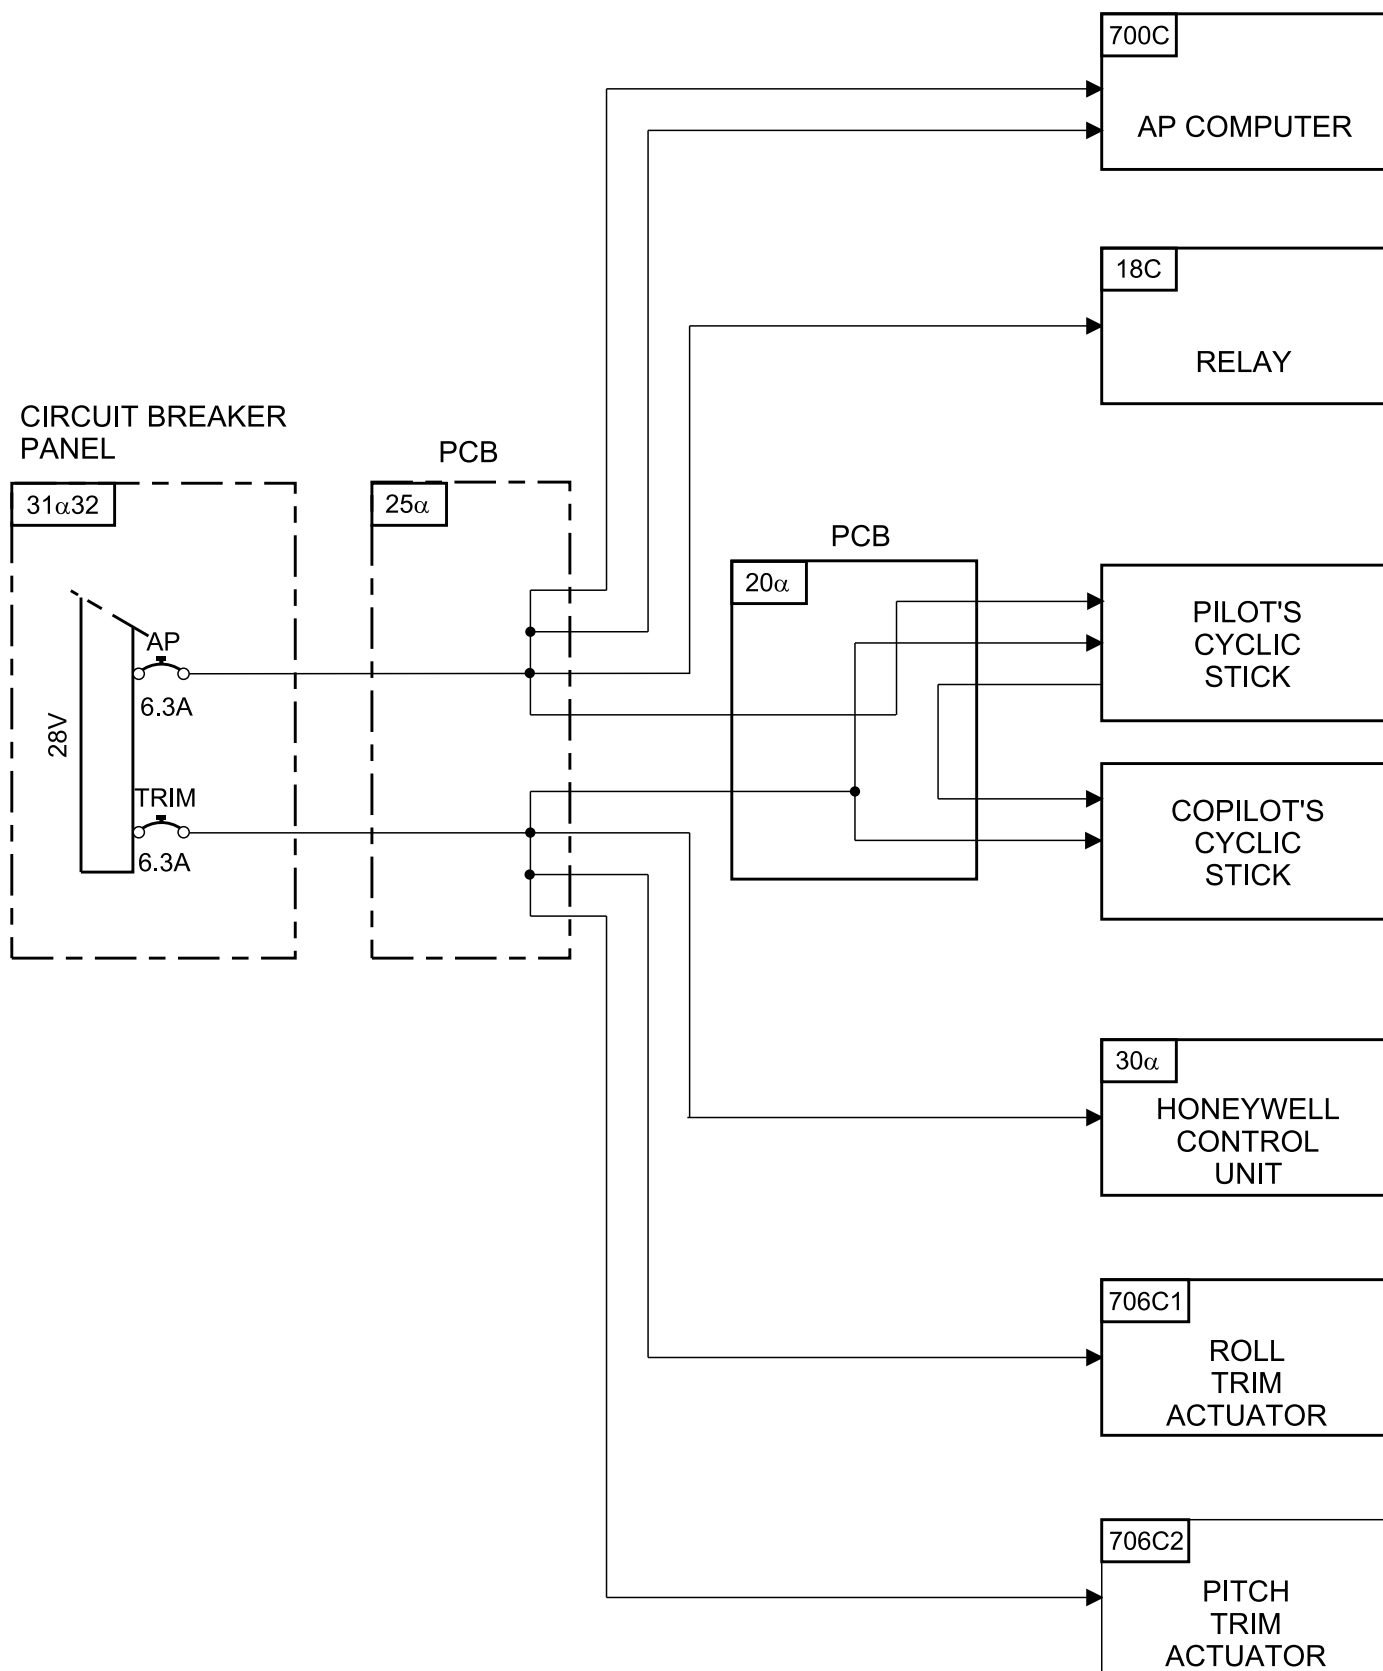 700C
AP COMPUTER
18C
RELAY
CIRCUIT BREAKER
PANEL
31α32
28V
AP
6.3A
TRIM
6.3A
PCB
25α
PCB
20α
PILOT'S
CYCLIC
STICK
COPILOT'S
CYCLIC
STICK
30α
HONEYWELL
CONTROL
UNIT
706C1
ROLL
TRIM
ACTUATOR
706C2
PITCH
TRIM
ACTUATOR